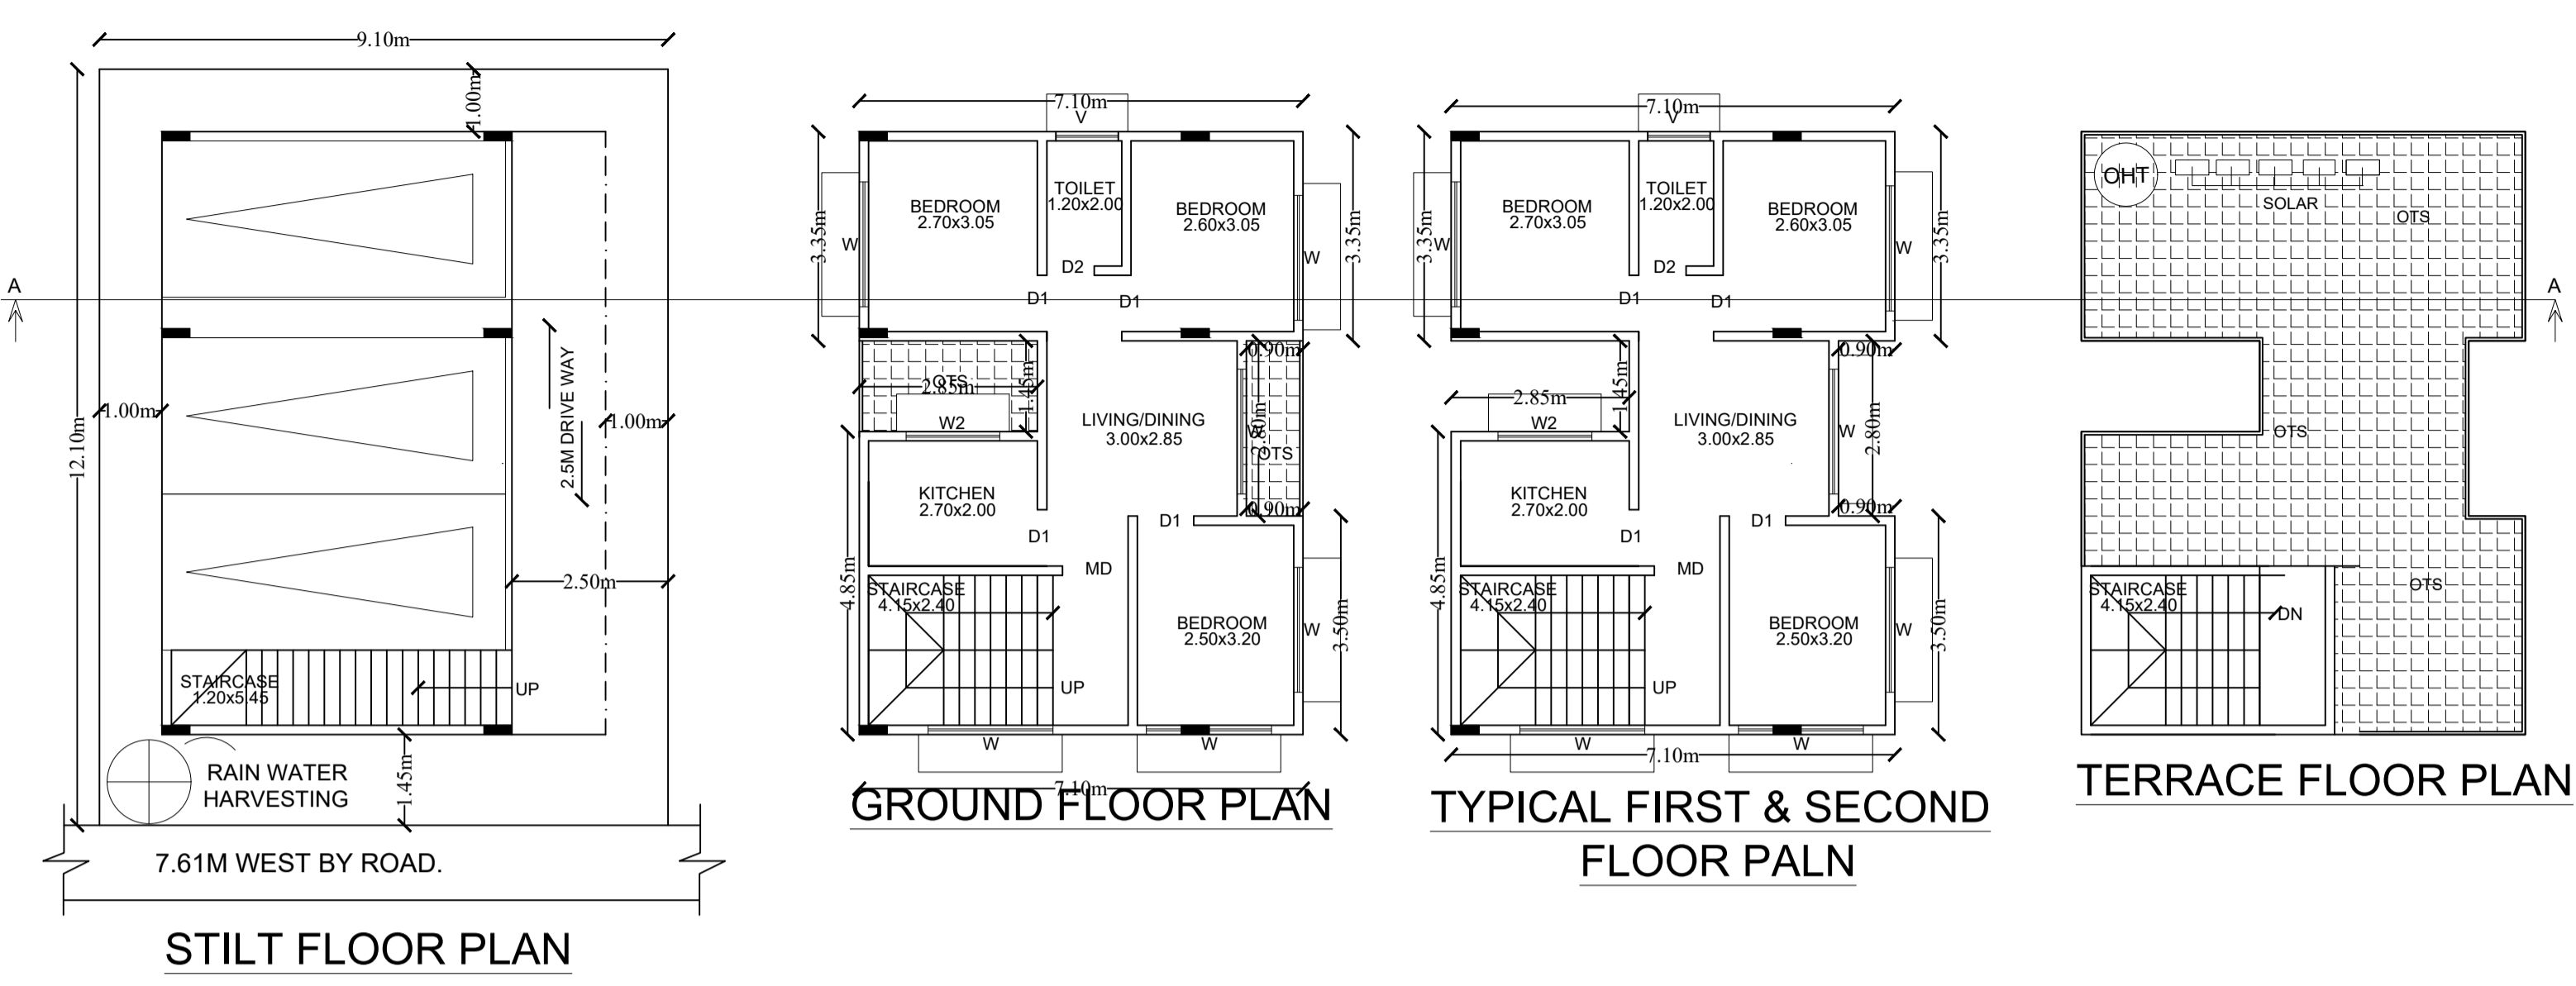 9.10m
1.00m
12.10m
1.00m
2.5M DRIVE WAY
1.00m
2.50m
STAIRCASE
1.20x5.45
UP
RAIN WATER
HARVESTING
1.45m
7.61M WEST BY ROAD.
STILT FLOOR PLAN
A
7.10m
V
3.35m
W
BEDROOM
2.70x3.05
TOILET
1.20x2.00
BEDROOM
2.60x3.05
W
3.35m
D2
D1
D1
0.90m
OTS
2.85m
1.45m
W2
LIVING/DINING
3.00x2.85
W
2.80m
OTS
0.90m
KITCHEN
2.70x2.00
D1
D1
MD
4.85m
STAIRCASE
4.15x2.40
BEDROOM
2.50x3.20
W
3.50m
UP
W
W
7.10m
GROUND FLOOR PLAN
7.10m
V
3.35m
W
BEDROOM
2.70x3.05
TOILET
1.20x2.00
BEDROOM
2.60x3.05
W
3.35m
D2
D1
D1
0.90m
2.85m
1.45m
W2
LIVING/DINING
3.00x2.85
W
2.80m
0.90m
KITCHEN
2.70x2.00
D1
D1
MD
4.85m
STAIRCASE
4.15x2.40
BEDROOM
2.50x3.20
W
3.50m
UP
W
W
7.10m
TYPICAL FIRST & SECOND
FLOOR PALN
OHT
SOLAR
OTS
A
OTS
OTS
STAIRCASE
4.15x2.40
DN
TERRACE FLOOR PLAN